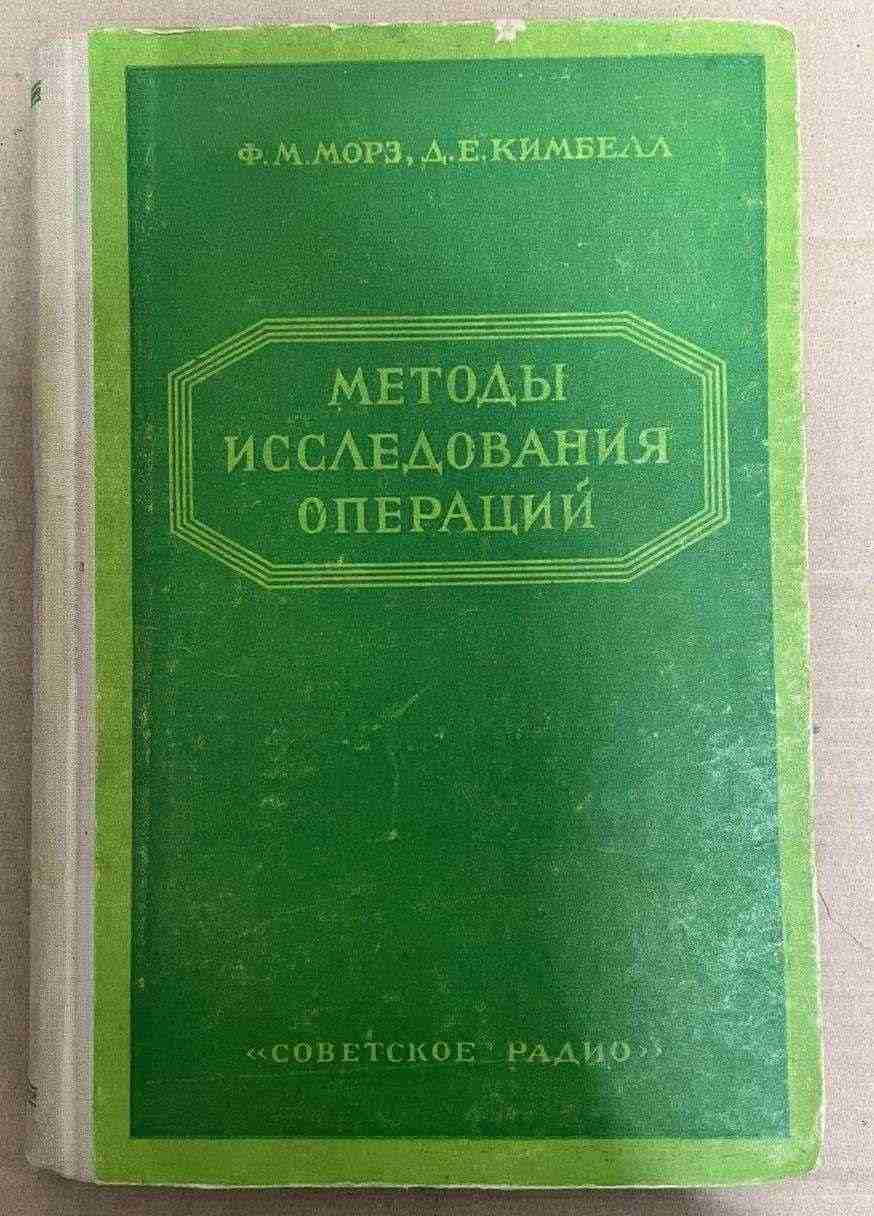 Ф. М. МОРЗ, Д. Е. КИМБЕЛЛ
МЕТОДЫ
ИССЛЕДОВАНИЯ
ОПЕРАЦИЙ
«СОВЕТСКОЕ РАДИО»